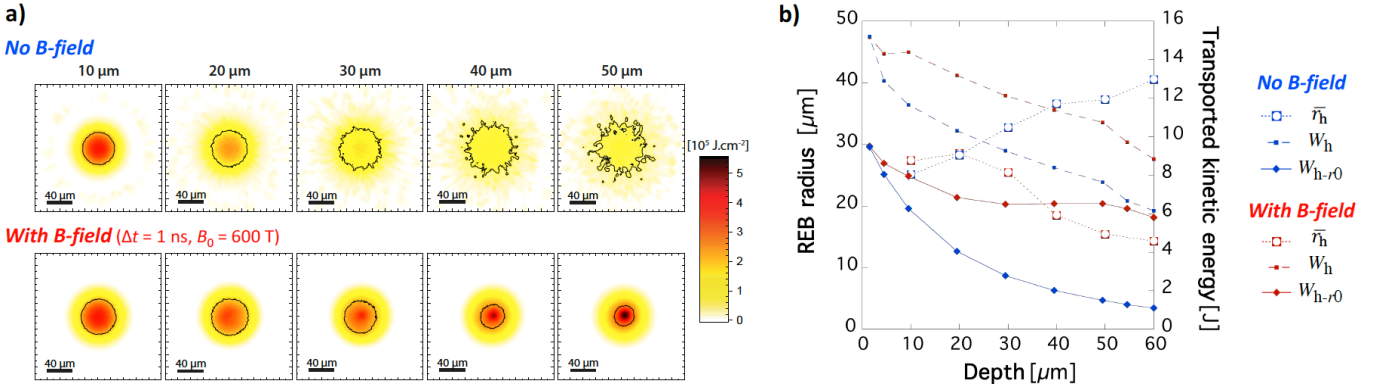 a)
No B-field
10 μm 20 μm 30 μm 40 μm 50 μm
40 μm 40 μm 40 μm 40 μm 40 μm
With B-field (Δt = 1 ns, B₀ = 600 T)
40 μm 40 μm 40 μm 40 μm 40 μm
[10⁵ J.cm⁻²]
5
4
3
2
1
0
b)
REB radius [μm]
50
40
30
20
10
0
0 10 20 30 40 50 60
Depth [μm]
16
14
12
10
8
6
4
2
0
Transported kinetic energy [J]
No B-field
r̅h
Wh
Wh-r0
With B-field
r̅h
Wh
Wh-r0